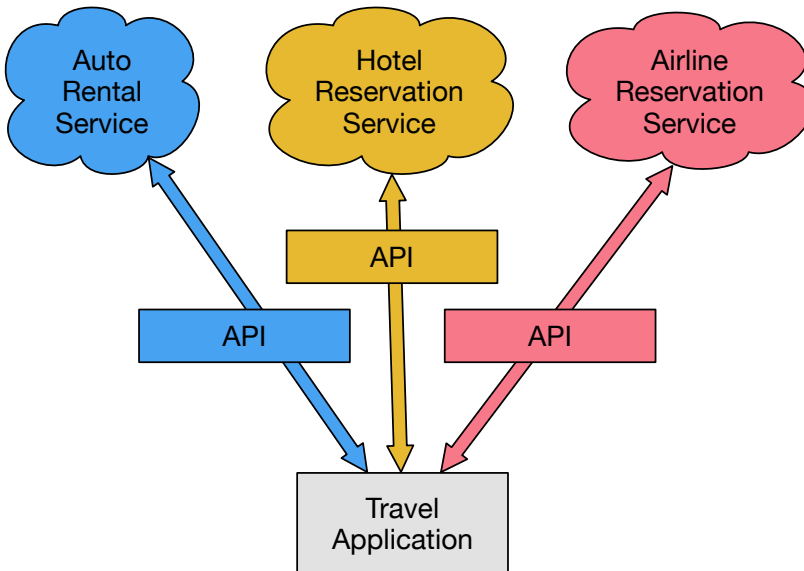 Auto
Rental
Service
Hotel
Reservation
Service
Airline
Reservation
Service
API
API
API
Travel
Application